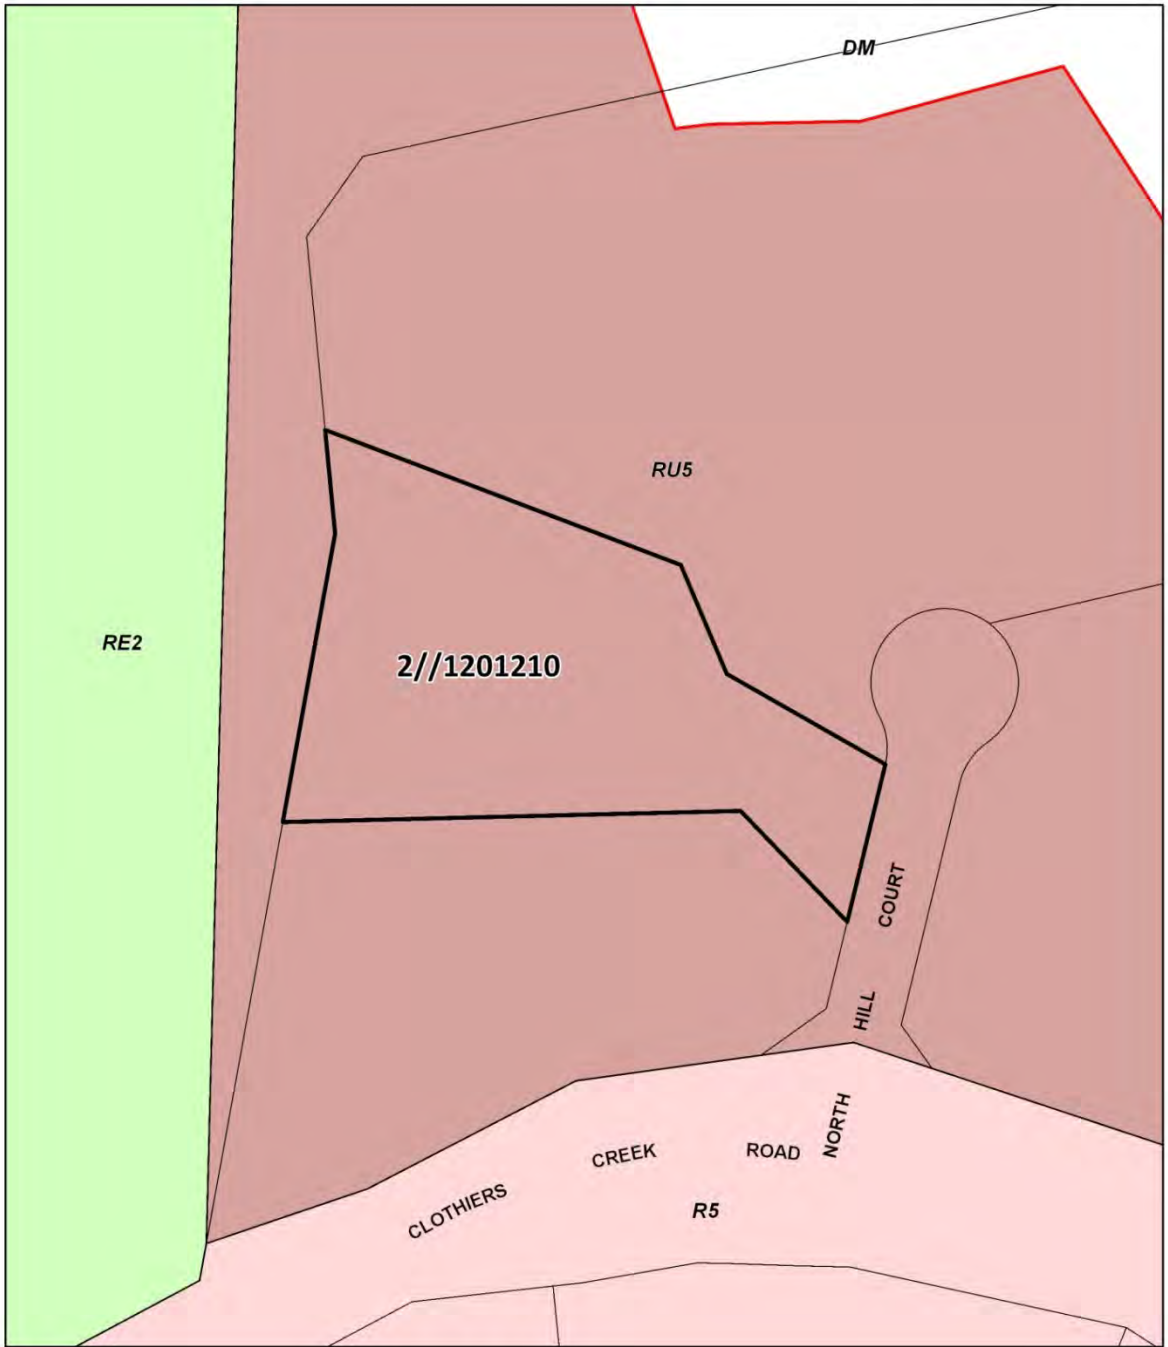 DM
RU5
RE2
2//1201210
NORTH HILL COURT
CLOTHIERS CREEK ROAD
R5